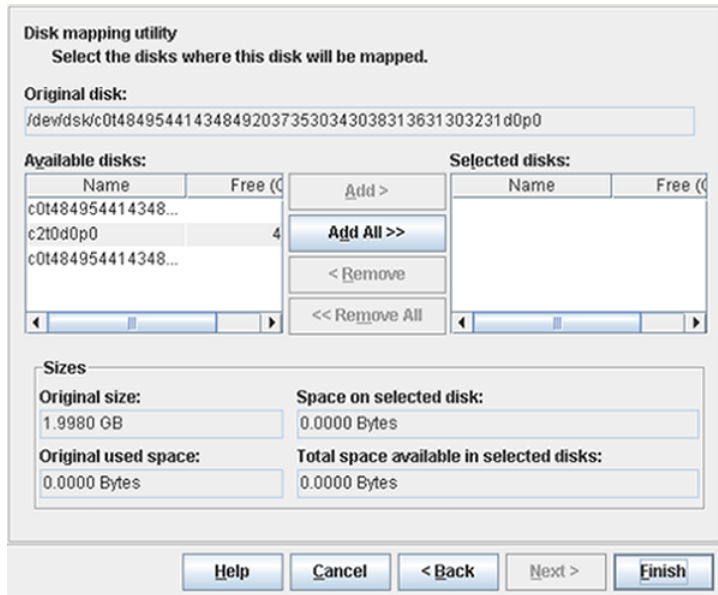 Disk mapping utility
Select the disks where this disk will be mapped.
Original disk:
/dev/dsk/c0t4849544143484920373530343038313631303231d0p0
Available disks:
Selected disks:
Name Free (
Name Free (
c0t484954414348...
c2t0d0p0 4
c0t484954414348...
Add >
Add All >>
< Remove
<< Remove All
Sizes
Original size:
Space on selected disk:
1.9980 GB
0.0000 Bytes
Original used space:
Total space available in selected disks:
0.0000 Bytes
0.0000 Bytes
Help
Cancel
< Back
Next >
Finish